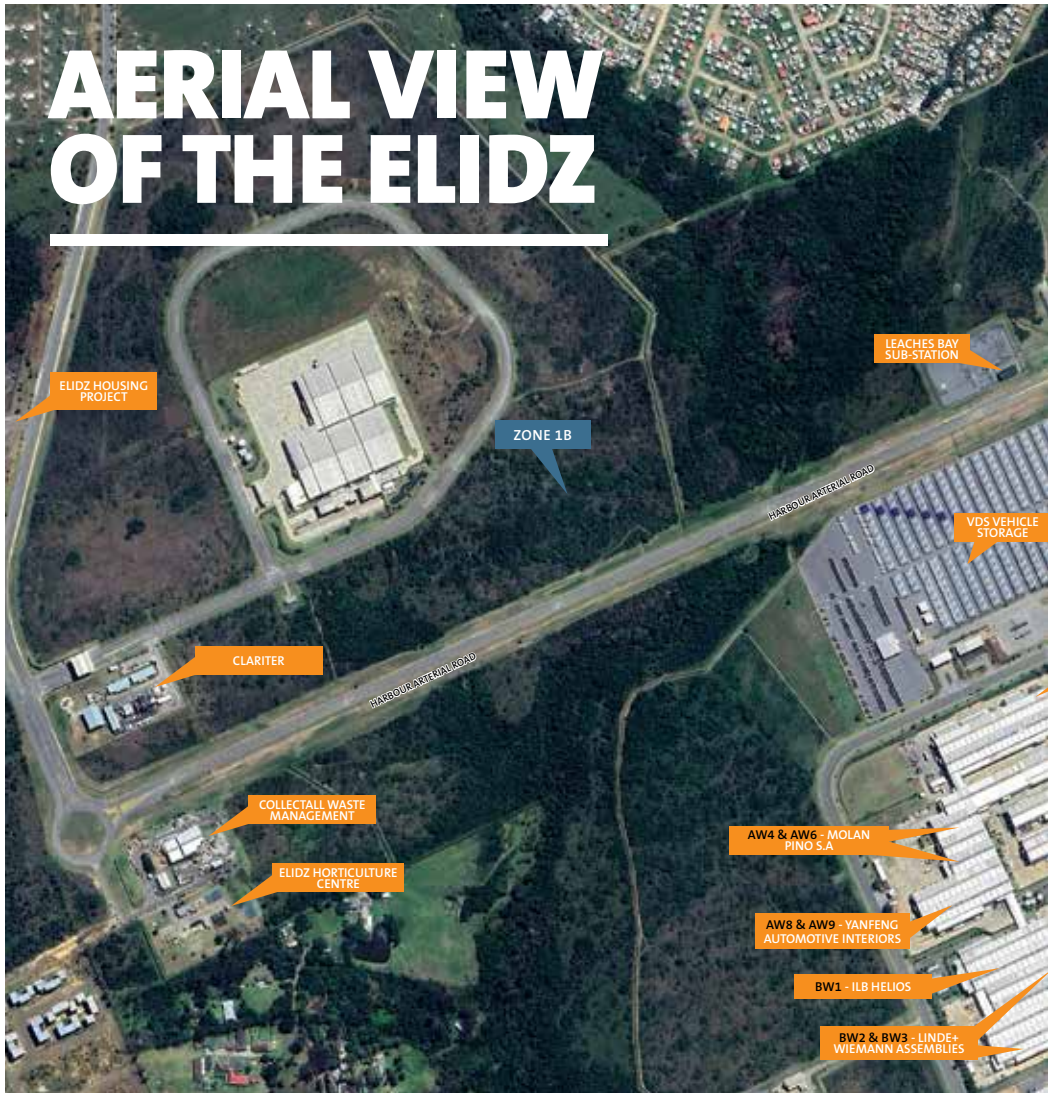 AERIAL VIEW
OF THE ELIDZ
LEACHES BAY
SUB-STATION
ELIDZ HOUSING
PROJECT
ZONE 1B
HARBOUR ARTERIAL ROAD
VDS VEHICLE
STORAGE
CLARITER
HARBOUR ARTERIAL ROAD
COLLECTALL WASTE
MANAGEMENT
AW4 & AW6 - MOLAN
PINO S.A
ELIDZ HORTICULTURE
CENTRE
AW8 & AW9 - YANFENG
AUTOMOTIVE INTERIORS
BW1 - ILB HELIOS
BW2 & BW3 - LINDE+
WIEMANN ASSEMBLIES